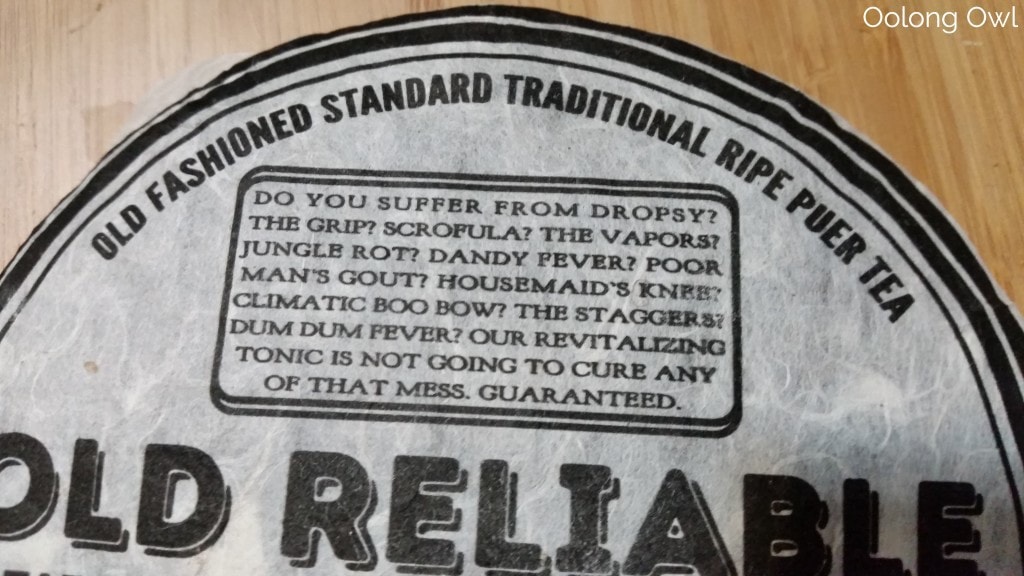 Oolong Owl
OLD FASHIONED STANDARD TRADITIONAL RIPE PUER TEA
DO YOU SUFFER FROM DROPSY?
THE GRIP? SCROFULA? THE VAPORS?
JUNGLE ROT? DANDY FEVER? POOR
MAN'S GOUT? HOUSEMAID'S KNEE?
CLIMATIC BOO BOW? THE STAGGERS?
DUM DUM FEVER? OUR REVITALIZING
TONIC IS NOT GOING TO CURE ANY
OF THAT MESS. GUARANTEED.
OLD RELIABLE